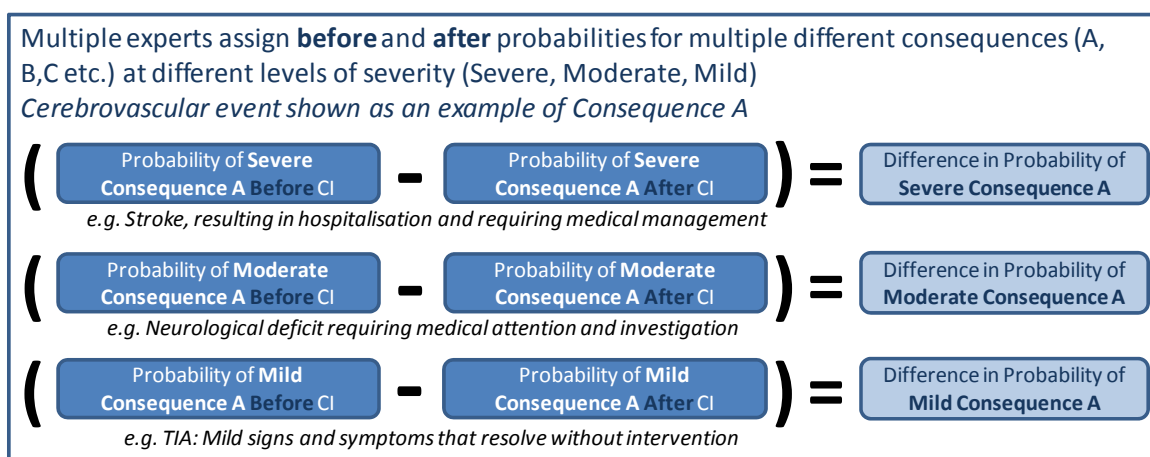 Multiple experts assign before and after probabilities for multiple different consequences (A,
B,C etc.) at different levels of severity (Severe, Moderate, Mild)
Cerebrovascular event shown as an example of Consequence A
( Probability of Severe - Probability of Severe ) = Difference in Probability of
Consequence A Before CI Consequence A After CI Severe Consequence A
e.g. Stroke, resulting in hospitalisation and requiring medical management
( Probability of Moderate - Probability of Moderate ) = Difference in Probability of
Consequence A Before CI Consequence A After CI Moderate Consequence A
e.g. Neurological deficit requiring medical attention and investigation
( Probability of Mild - Probability of Mild ) = Difference in Probability of
Consequence A Before CI Consequence A After CI Mild Consequence A
e.g. TIA: Mild signs and symptoms that resolve without intervention